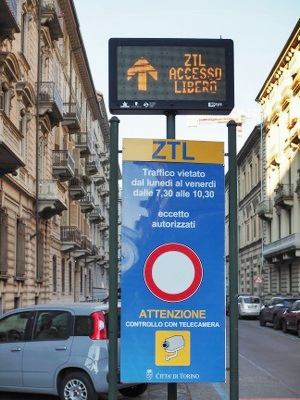 ZTL
ACCESSO
LIBERO
ZTL
Traffico vietato
dal lunedì al venerdì
dalle 7,30 alle 10,30
eccetto
autorizzati
ATTENZIONE
CONTROLLO CON TELECAMERA
CITTA' DI TORINO